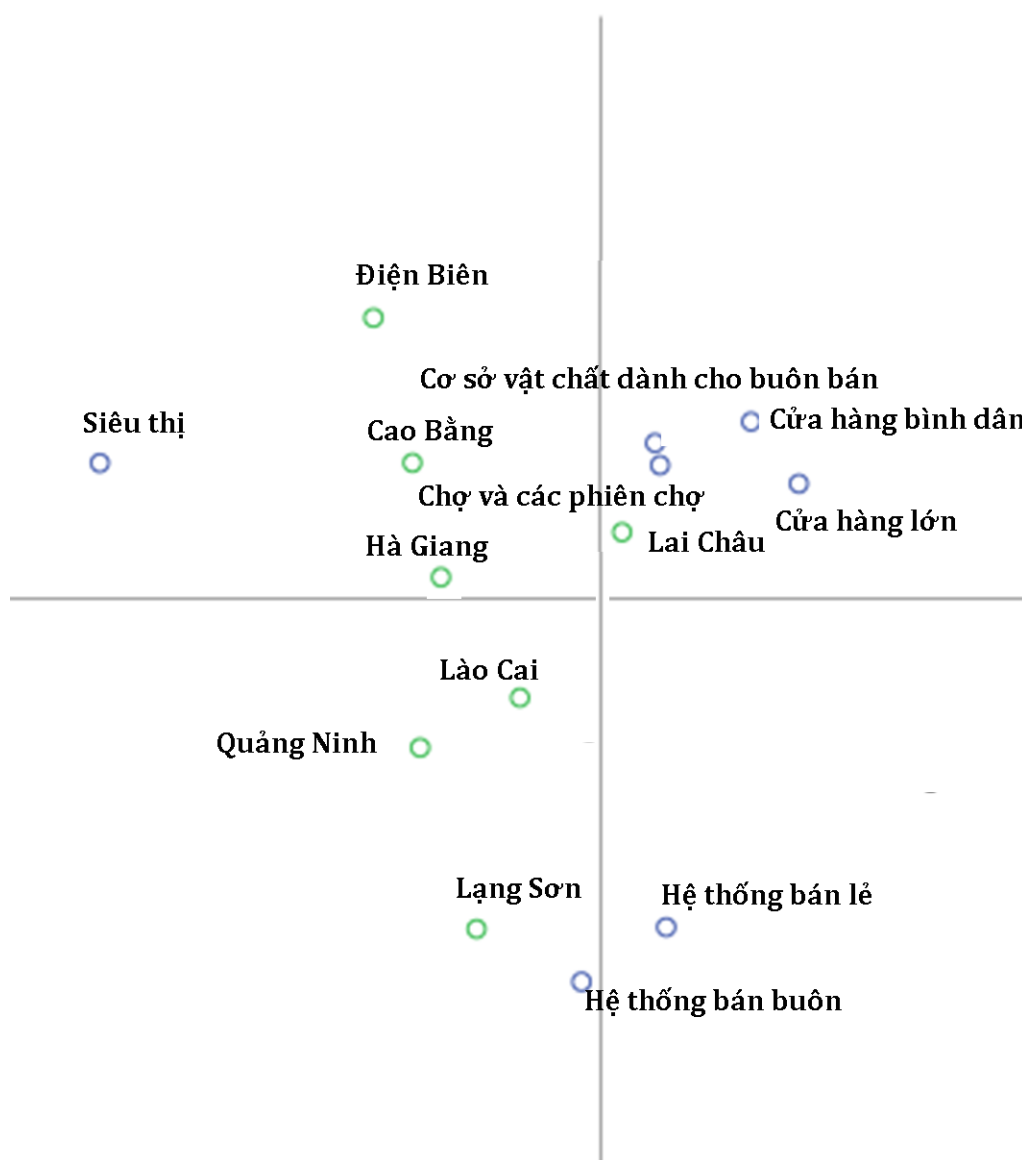 Điện Biên
Cơ sở vật chất dành cho buôn bán
Siêu thị
Cao Bằng
Cửa hàng bình dân
Chợ và các phiên chợ
Cửa hàng lớn
Hà Giang
Lai Châu
Lào Cai
Quảng Ninh
Lạng Sơn
Hệ thống bán lẻ
Hệ thống bán buôn